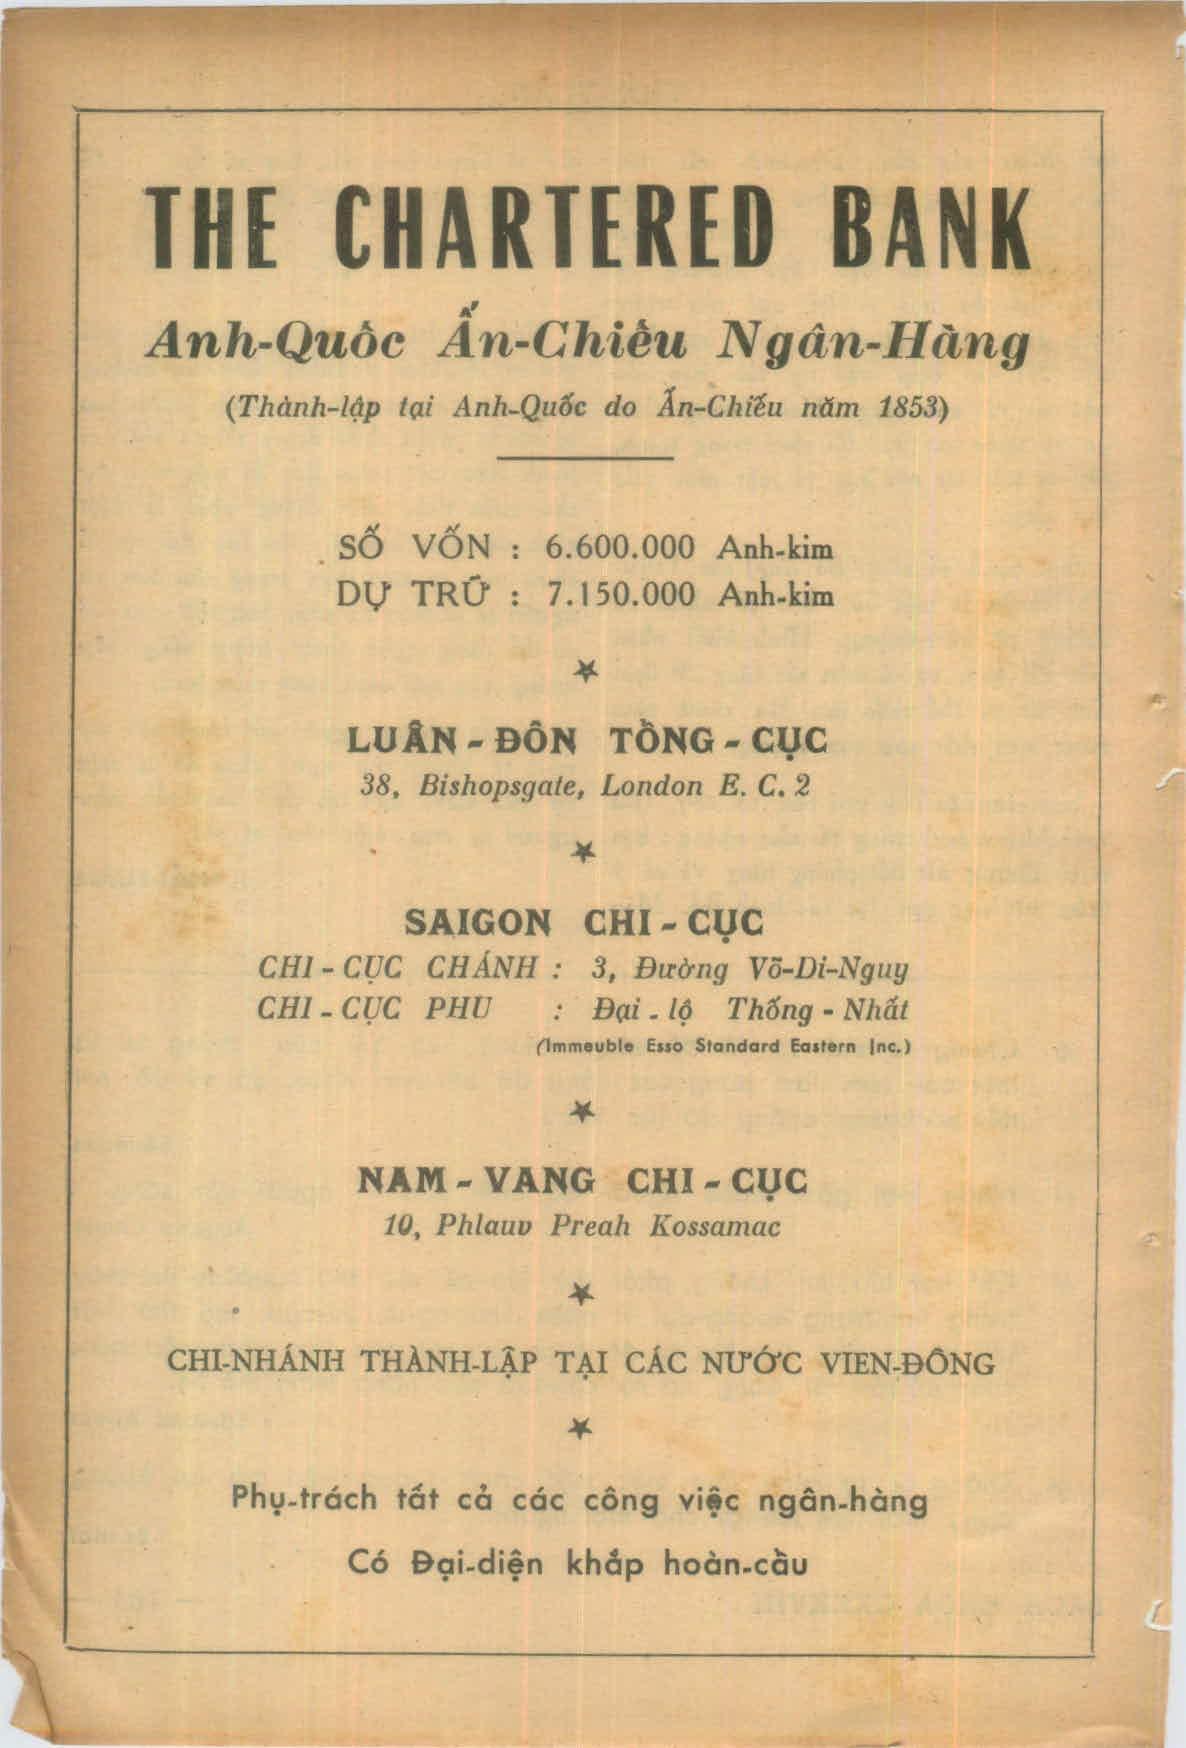 THE CHARTERED BANK
Anh-Quốc Ấn-Chiếu Ngân-Hàng
(Thành-lập tại Anh-Quốc do Ấn-Chiếu năm 1853)
SỐ VỐN : 6.600.000 Anh-kim
DỰ TRỮ : 7.150.000 Anh-kim
LUÂN - ĐÔN TỒNG - CỤC
38, Bishopsgate, London E. C. 2
SAIGON CHI - CỤC
CHI - CỤC CHÁNH : 3, Đường Võ-Di-Nguy
CHI - CỤC PHU : Đại - lộ Thống - Nhất
(Immeuble Esso Standard Eastern Inc.)
NAM - VANG CHI - CỤC
10, Phlauv Preah Kossamac
CHI-NHÁNH THÀNH-LẬP TẠI CÁC NƯỚC VIEN-ĐÔNG
Phụ-trách tất cả các công việc ngân-hàng
Có Đại-diện khắp hoàn-cầu